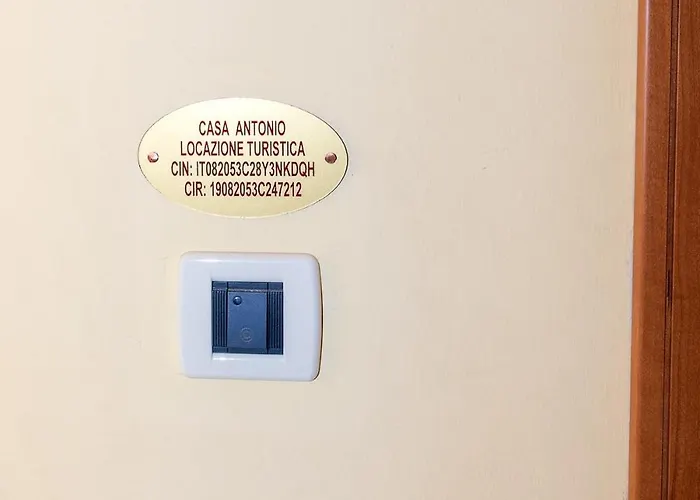 CASA ANTONIO
LOCAZIONE TURISTICA
CIN: IT082053C28Y3NKDQH
CIR: 19082053C247212